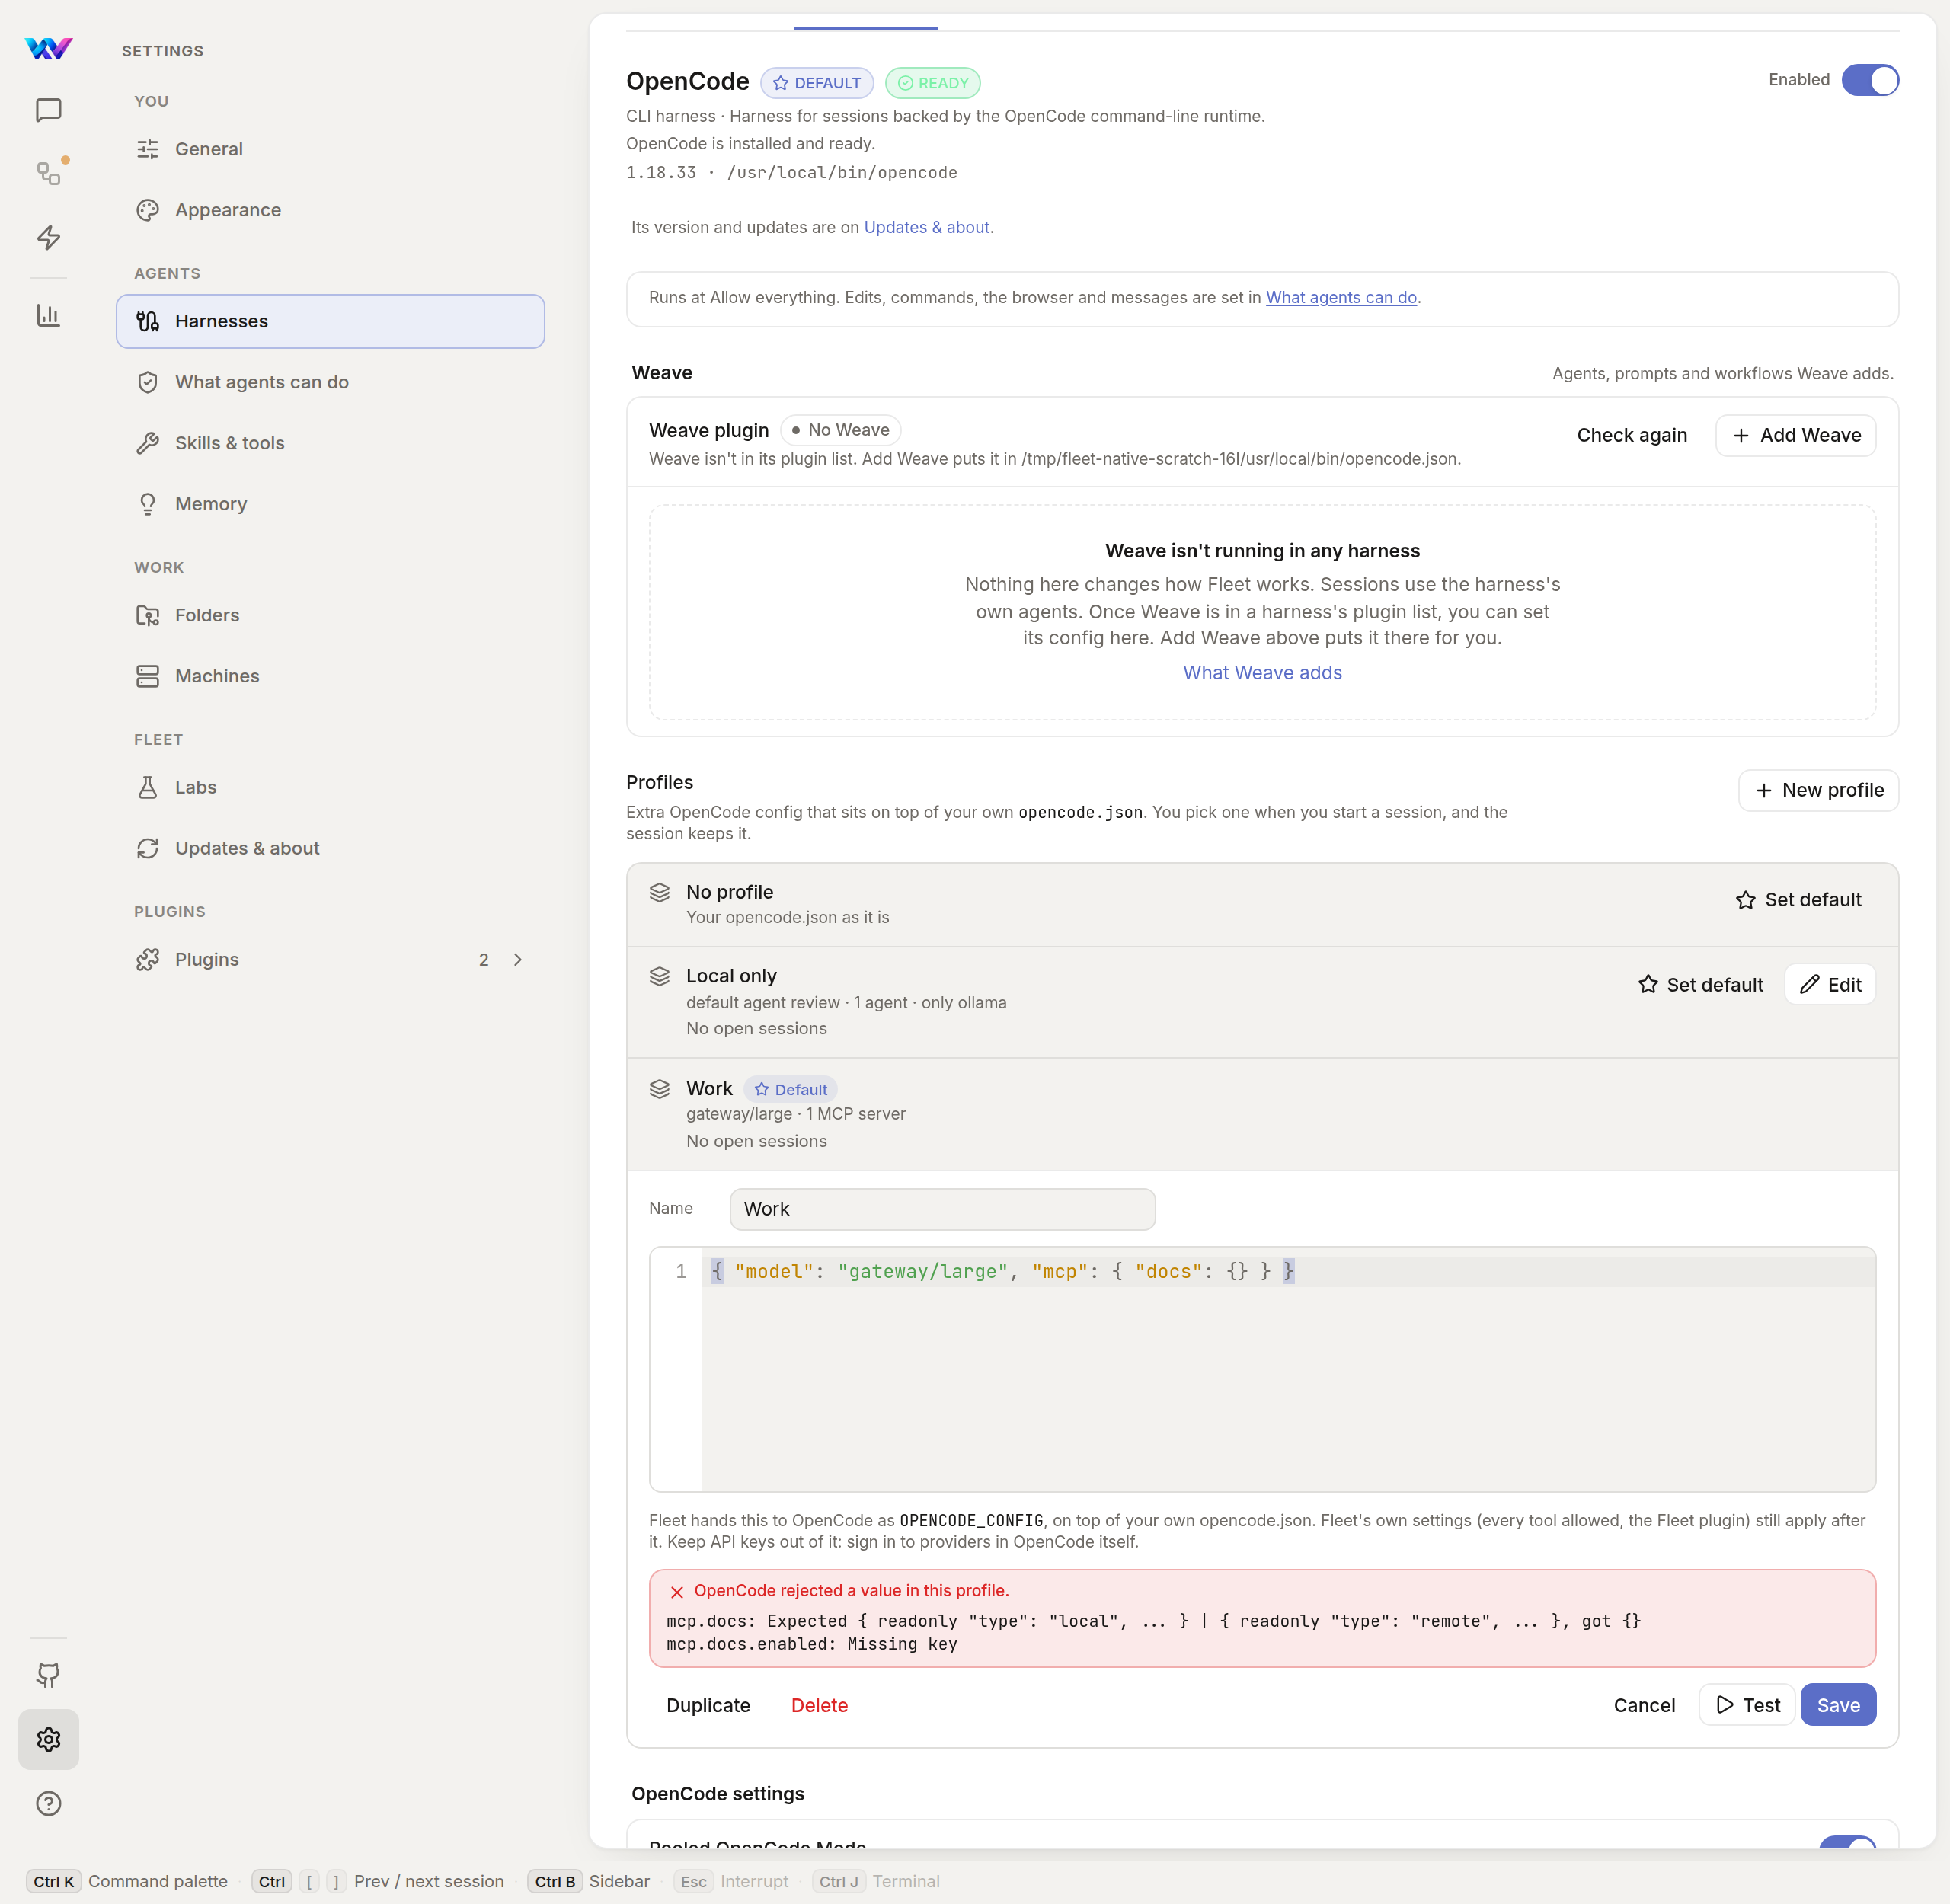 SETTINGS
YOU
General
Appearance
AGENTS
Harnesses
What agents can do
Skills & tools
Memory
WORK
Folders
Machines
FLEET
Labs
Updates & about
PLUGINS
Plugins 2
OpenCode DEFAULT READY Enabled
CLI harness · Harness for sessions backed by the OpenCode command-line runtime.
OpenCode is installed and ready.
1.18.33 · /usr/local/bin/opencode
Its version and updates are on Updates & about.
Runs at Allow everything. Edits, commands, the browser and messages are set in What agents can do.
Weave Agents, prompts and workflows Weave adds.
Weave plugin No Weave Check again Add Weave
Weave isn't in its plugin list. Add Weave puts it in /tmp/fleet-native-scratch-16l/usr/local/bin/opencode.json.
Weave isn't running in any harness
Nothing here changes how Fleet works. Sessions use the harness's
own agents. Once Weave is in a harness's plugin list, you can set
its config here. Add Weave above puts it there for you.
What Weave adds
Profiles New profile
Extra OpenCode config that sits on top of your own opencode.json. You pick one when you start a session, and the
session keeps it.
No profile Set default
Your opencode.json as it is
Local only Set default Edit
default agent review · 1 agent · only ollama
No open sessions
Work Default
gateway/large · 1 MCP server
No open sessions
Name Work
1 { "model": "gateway/large", "mcp": { "docs": {} } }
Fleet hands this to OpenCode as OPENCODE_CONFIG, on top of your own opencode.json. Fleet's own settings (every tool allowed, the Fleet plugin) still apply after
it. Keep API keys out of it: sign in to providers in OpenCode itself.
OpenCode rejected a value in this profile.
mcp.docs: Expected { readonly "type": "local", ... } | { readonly "type": "remote", ... }, got {}
mcp.docs.enabled: Missing key
Duplicate Delete Cancel Test Save
OpenCode settings
Pooled OpenCode Mode
Ctrl K Command palette Ctrl [ ] Prev / next session Ctrl B Sidebar Esc Interrupt Ctrl J Terminal